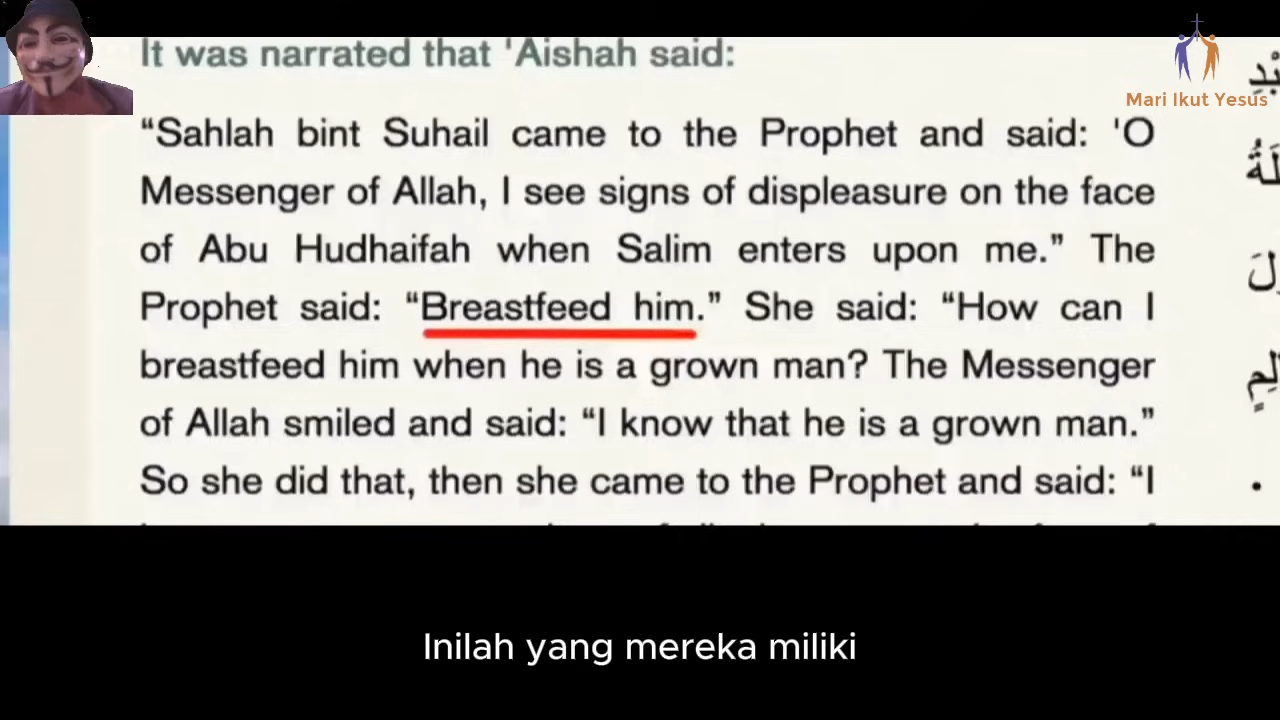 It was narrated that 'Aishah said:
Mari Ikut Yesus
“Sahlah bint Suhail came to the Prophet and said: 'O
Messenger of Allah, I see signs of displeasure on the face
of Abu Hudhaifah when Salim enters upon me.” The
Prophet said: “Breastfeed him.” She said: “How can I
breastfeed him when he is a grown man? The Messenger
of Allah smiled and said: “I know that he is a grown man.”
So she did that, then she came to the Prophet and said: “I
Inilah yang mereka miliki